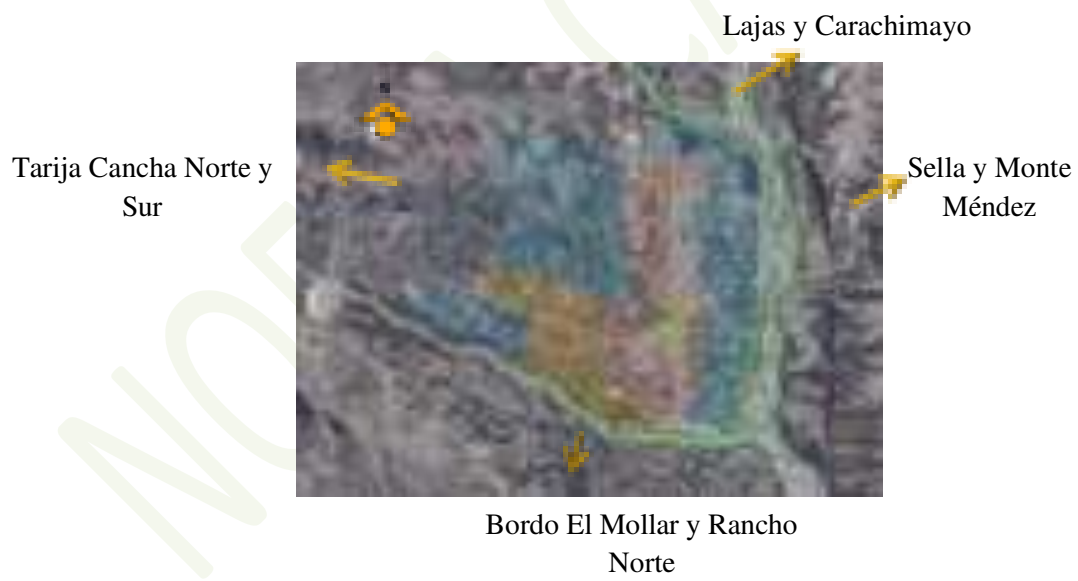 Lajas y Carachimayo
Tarija Cancha Norte y
Sur
Sella y Monte
Méndez
Bordo El Mollar y Rancho
Norte